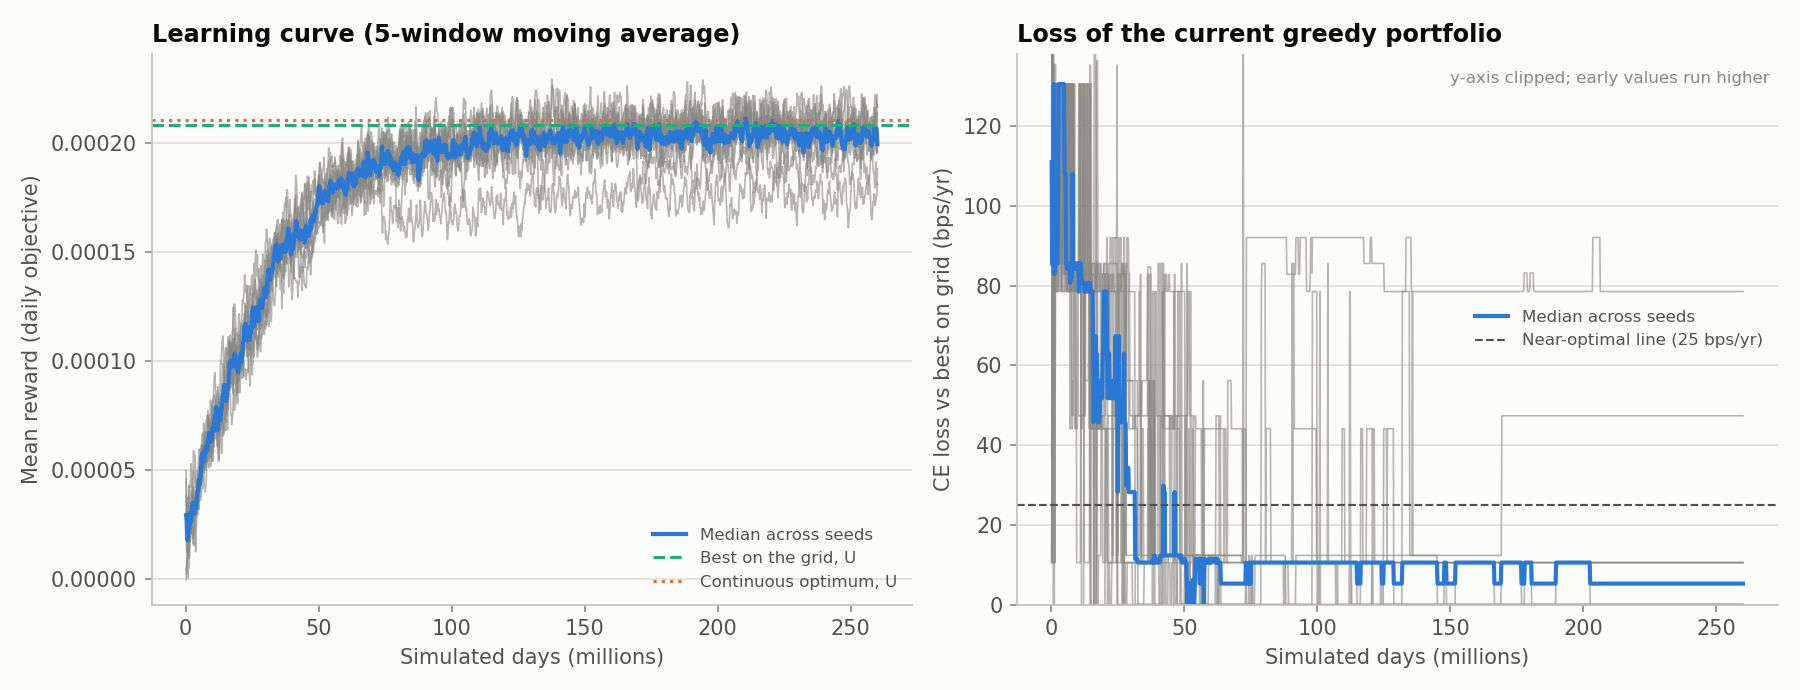 Learning curve (5-window moving average)
Mean reward (daily objective)
0.00020
0.00015
0.00010
0.00005
0.00000
Median across seeds
Best on the grid, U
Continuous optimum, U
0 50 100 150 200 250
Simulated days (millions)
Loss of the current greedy portfolio
y-axis clipped; early values run higher
CE loss vs best on grid (bps/yr)
120
100
80
60
40
20
0
Median across seeds
Near-optimal line (25 bps/yr)
0 50 100 150 200 250
Simulated days (millions)